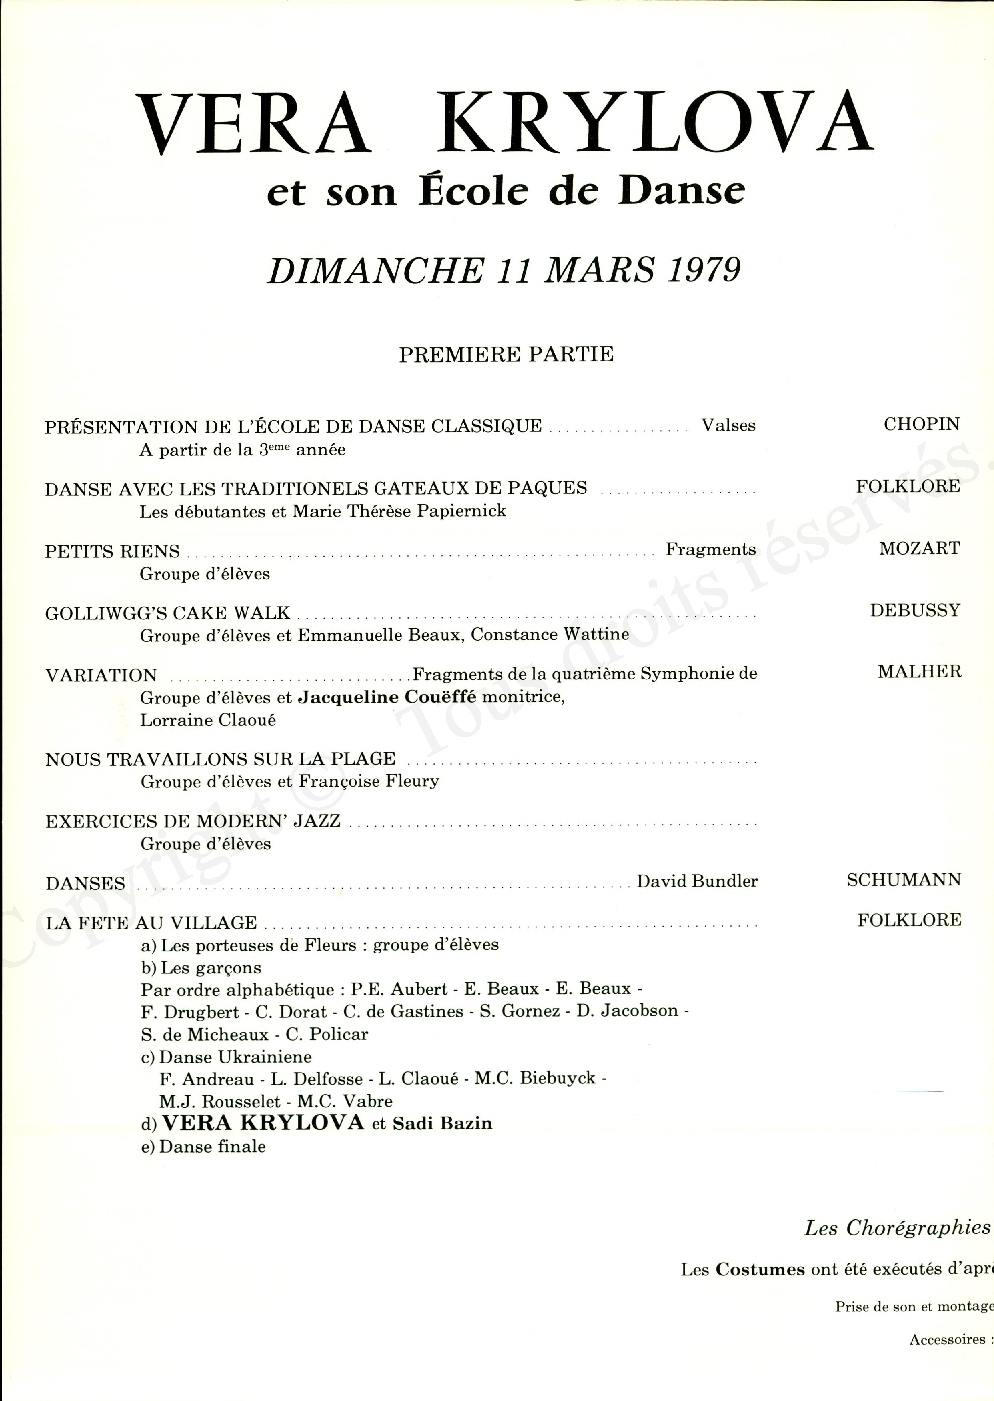 VERA KRYLOVA
et son École de Danse
DIMANCHE 11 MARS 1979
PREMIERE PARTIE
PRÉSENTATION DE L'ÉCOLE DE DANSE CLASSIQUE ................ Valses CHOPIN
A partir de la 3eme année
DANSE AVEC LES TRADITIONELS GATEAUX DE PAQUES ................... FOLKLORE
Les débutantes et Marie Thérèse Papiernick
PETITS RIENS ........................................................ Fragments MOZART
Groupe d'élèves
GOLLIWGG'S CAKE WALK ....................................................... DEBUSSY
Groupe d'élèves et Emmanuelle Beaux, Constance Wattine
VARIATION .............................Fragments de la quatrième Symphonie de MALHER
Groupe d'élèves et Jacqueline Couëffé monitrice,
Lorraine Claoué
NOUS TRAVAILLONS SUR LA PLAGE ..........................................
Groupe d'élèves et Françoise Fleury
EXERCICES DE MODERN' JAZZ .................................................
Groupe d'élèves
DANSES ........................................................... David Bundler SCHUMANN
LA FETE AU VILLAGE ........................................................... FOLKLORE
a) Les porteuses de Fleurs : groupe d'élèves
b) Les garçons
Par ordre alphabétique : P.E. Aubert - E. Beaux - E. Beaux -
F. Drugbert - C. Dorat - C. de Gastines - S. Gornez - D. Jacobson -
S. de Micheaux - C. Policar
c) Danse Ukrainiene
F. Andreau - L. Delfosse - L. Claoué - M.C. Biebuyck -
M.J. Rousselet - M.C. Vabre
d) VERA KRYLOVA et Sadi Bazin
e) Danse finale
Les Chorégraphies
Les Costumes ont été exécutés d'apr
Prise de son et montage
Accessoires :
Copyright © Tous droits réservés.